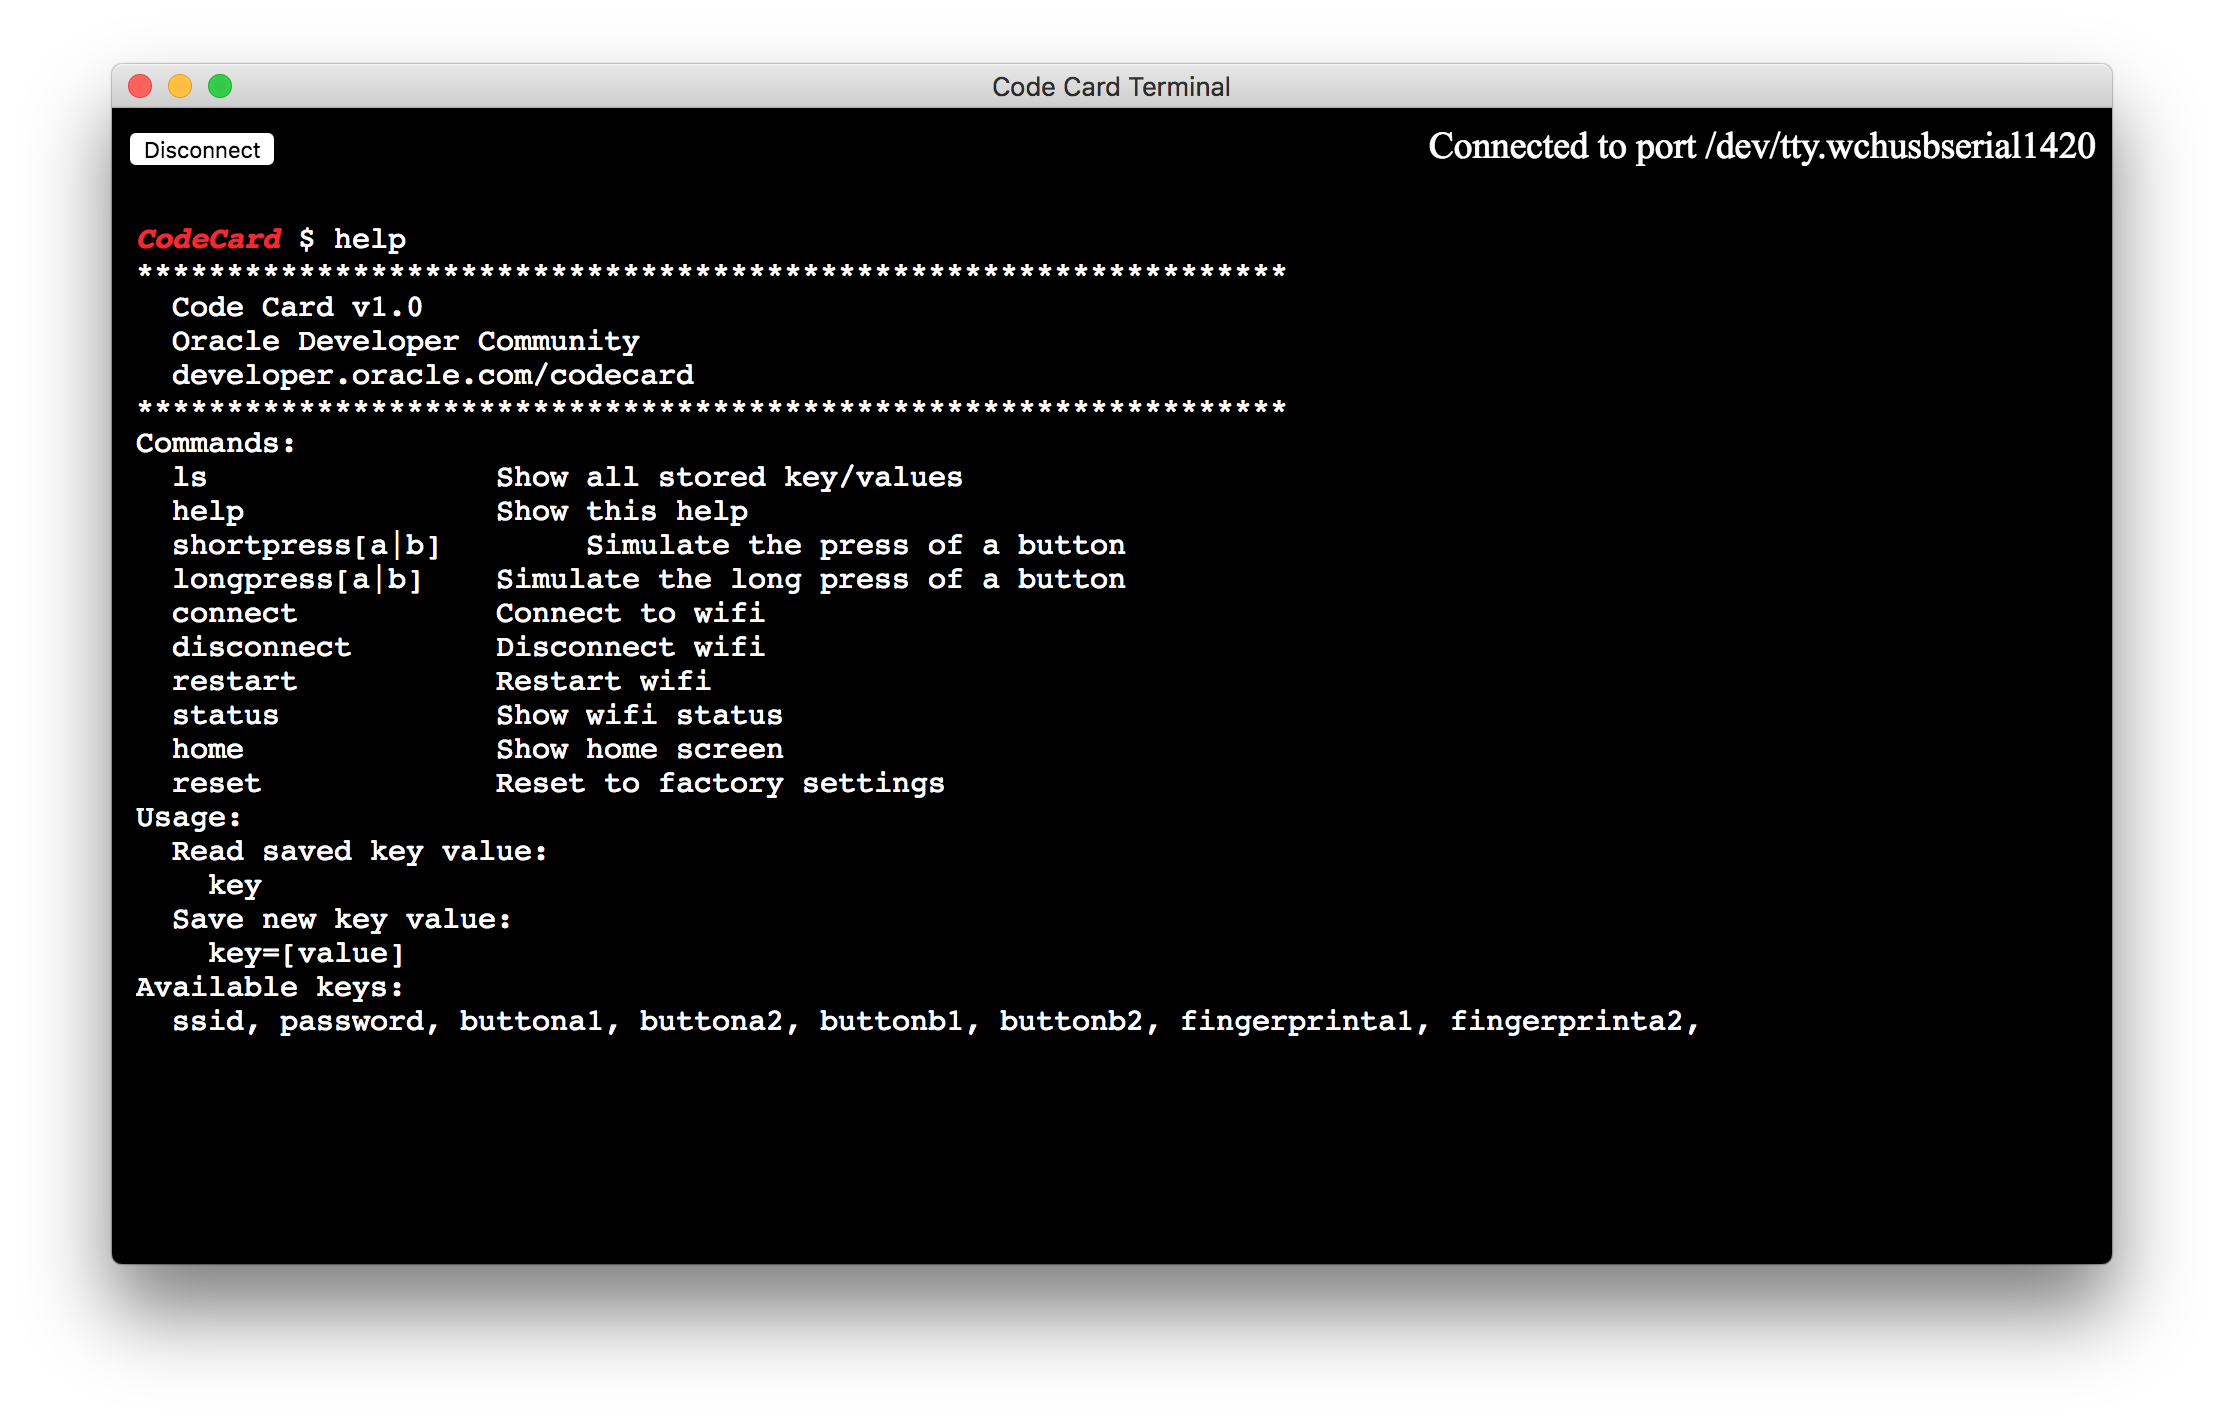 Code Card Terminal
Disconnect
Connected to port /dev/tty.wchusbserial1420
CodeCard $ help
****************************************************************
  Code Card v1.0
  Oracle Developer Community
  developer.oracle.com/codecard
****************************************************************
Commands:
  ls                Show all stored key/values
  help              Show this help
  shortpress[a|b]        Simulate the press of a button
  longpress[a|b]    Simulate the long press of a button
  connect           Connect to wifi
  disconnect        Disconnect wifi
  restart           Restart wifi
  status            Show wifi status
  home              Show home screen
  reset             Reset to factory settings
Usage:
  Read saved key value:
    key
  Save new key value:
    key=[value]
Available keys:
  ssid, password, buttona1, buttona2, buttonb1, buttonb2, fingerprinta1, fingerprinta2,